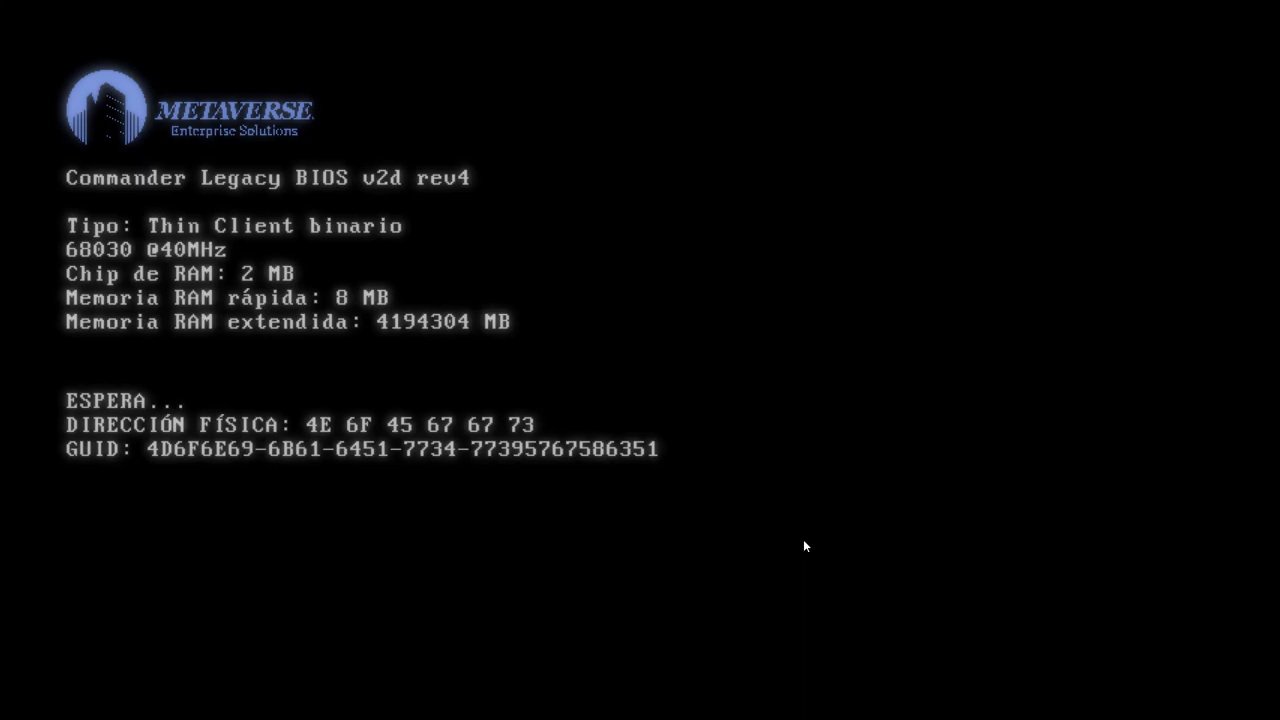 METAVERSE
Enterprise Solutions
Commander Legacy BIOS v2d rev4
Tipo: Thin Client binario
68030 @40MHz
Chip de RAM: 2 MB
Memoria RAM rápida: 8 MB
Memoria RAM extendida: 4194304 MB
ESPERA...
DIRECCIÓN FÍSICA: 4E 6F 45 67 67 73
GUID: 4D6F6E69-6B61-6451-7734-77395767586351